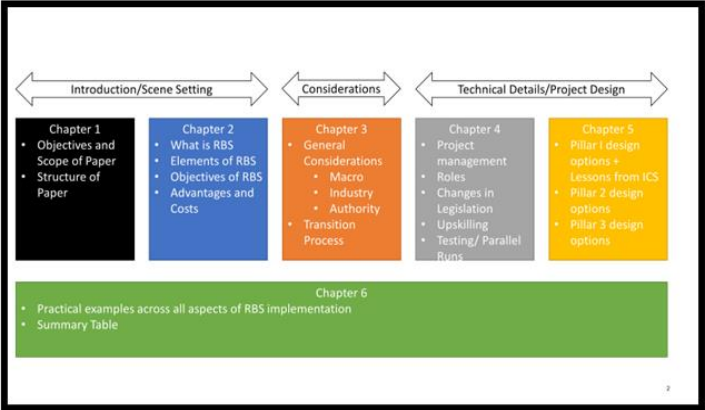 Introduction/Scene Setting
Considerations
Technical Details/Project Design
Chapter 1
• Objectives and
Scope of Paper
• Structure of
Paper
Chapter 2
• What is RBS
• Elements of RBS
• Objectives of RBS
• Advantages and
Costs
Chapter 3
• General
Considerations
• Macro
• Industry
• Authority
• Transition
Process
Chapter 4
• Project
management
• Roles
• Changes in
Legislation
• Upskilling
• Testing/ Parallel
Runs
Chapter 5
• Pillar I design
options +
Lessons from ICS
• Pillar 2 design
options
• Pillar 3 design
options
Chapter 6
• Practical examples across all aspects of RBS implementation
• Summary Table
2